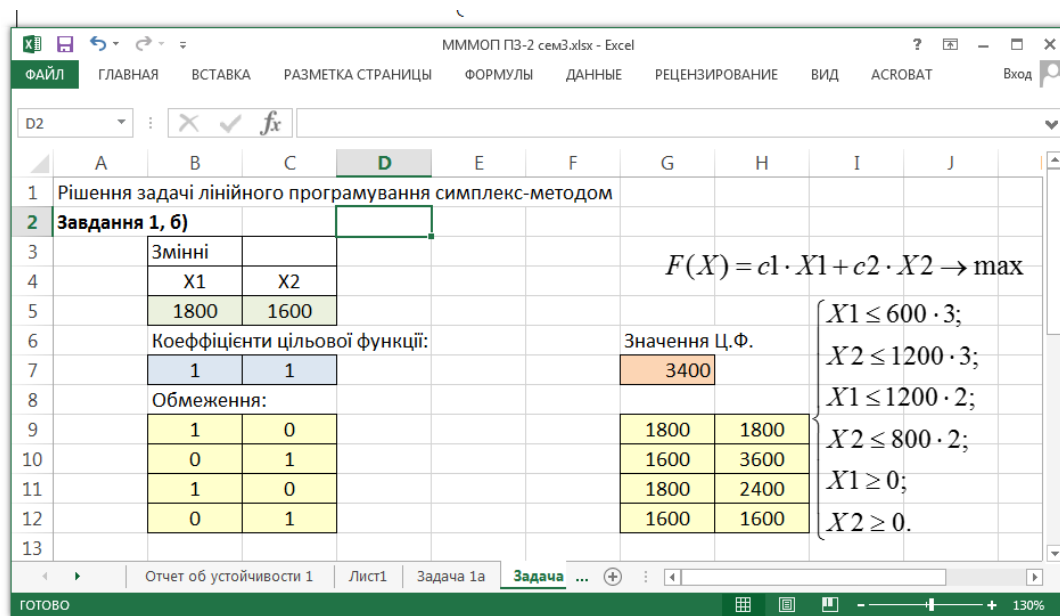 МММОП ПЗ-2 сем3.xlsx - Excel
ФАЙЛ ГЛАВНАЯ ВСТАВКА РАЗМЕТКА СТРАНИЦЫ ФОРМУЛЫ ДАННЫЕ РЕЦЕНЗИРОВАНИЕ ВИД ACROBAT Вход
D2 fx
A B C D E F G H I J
1 Рішення задачі лінійного програмування симплекс-методом
2 Завдання 1, б)
3 Змінні
F(X) = c1 · X1 + c2 · X2 → max
4 X1 X2
5 1800 1600 X1 ≤ 600 · 3;
6 Коеффіцієнти цільової функції: Значення Ц.Ф.
X2 ≤ 1200 · 3;
7 1 1 3400
8 Обмеження: X1 ≤ 1200 · 2;
9 1 0 1800 1800
X2 ≤ 800 · 2;
10 0 1 1600 3600
11 1 0 1800 2400 X1 ≥ 0;
12 0 1 1600 1600 X2 ≥ 0.
13
Отчет об устойчивости 1 Лист1 Задача 1а Задача ...
ГОТОВО 130%